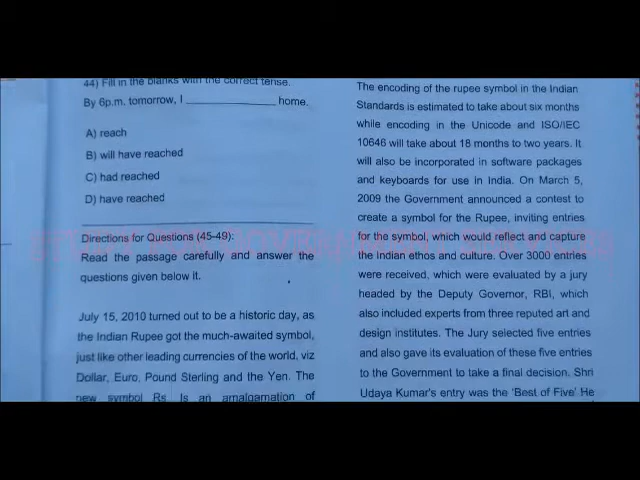 44) Fill in the blanks with the correct tense.
By 6p.m. tomorrow, I ________________ home.
A) reach
B) will have reached
C) had reached
D) have reached
Directions for Questions (45-49):
Read the passage carefully and answer the
questions given below it.
July 15, 2010 turned out to be a historic day, as
the Indian Rupee got the much-awaited symbol,
just like other leading currencies of the world, viz
Dollar, Euro, Pound Sterling and the Yen. The
new symbol Rs. Is an amalgamation of
The encoding of the rupee symbol in the Indian
Standards is estimated to take about six months
while encoding in the Unicode and ISO/IEC
10646 will take about 18 months to two years. It
will also be incorporated in software packages
and keyboards for use in India. On March 5,
2009 the Government announced a contest to
create a symbol for the Rupee, inviting entries
for the symbol, which would reflect and capture
the Indian ethos and culture. Over 3000 entries
were received, which were evaluated by a jury
headed by the Deputy Governor, RBI, which
also included experts from three reputed art and
design institutes. The Jury selected five entries
and also gave its evaluation of these five entries
to the Government to take a final decision. Shri
Udaya Kumar's entry was the 'Best of Five' He